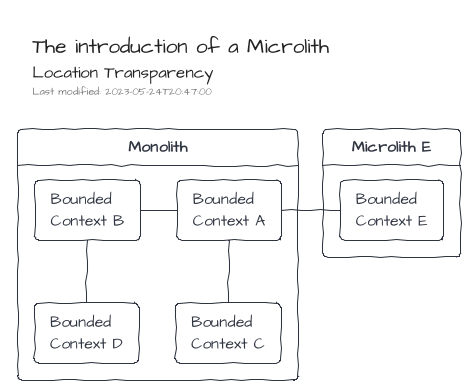 The introduction of a Microlith
Location Transparency
Last modified: 2023-05-24T20:47:00
Monolith
Microlith E
Bounded
Context B
Bounded
Context A
Bounded
Context E
Bounded
Context D
Bounded
Context C